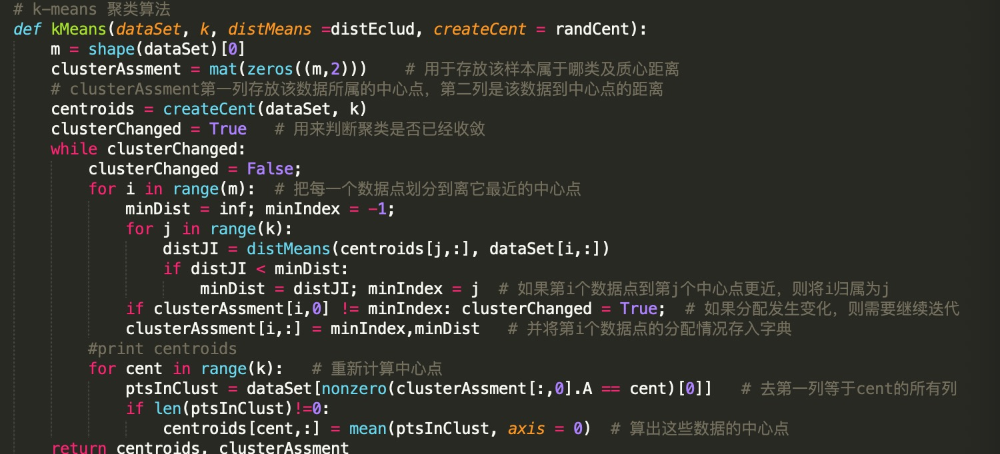 # k-means 聚类算法
def kMeans(dataSet, k, distMeans =distEclud, createCent = randCent):
    m = shape(dataSet)[0]
    clusterAssment = mat(zeros((m,2)))    # 用于存放该样本属于哪类及质心距离
    # clusterAssment第一列存放该数据所属的中心点，第二列是该数据到中心点的距离
    centroids = createCent(dataSet, k)
    clusterChanged = True   # 用来判断聚类是否已经收敛
    while clusterChanged:
        clusterChanged = False;
        for i in range(m):  # 把每一个数据点划分到离它最近的中心点
            minDist = inf; minIndex = -1;
            for j in range(k):
                distJI = distMeans(centroids[j,:], dataSet[i,:])
                if distJI < minDist:
                    minDist = distJI; minIndex = j  # 如果第i个数据点到第j个中心点更近，则将i归属为j
            if clusterAssment[i,0] != minIndex: clusterChanged = True;  # 如果分配发生变化，则需要继续迭代
            clusterAssment[i,:] = minIndex,minDist   # 并将第i个数据点的分配情况存入字典
        #print centroids
        for cent in range(k):   # 重新计算中心点
            ptsInClust = dataSet[nonzero(clusterAssment[:,0].A == cent)[0]]   # 去第一列等于cent的所有列
            if len(ptsInClust)!=0:
                centroids[cent,:] = mean(ptsInClust, axis = 0)  # 算出这些数据的中心点
    return centroids, clusterAssment